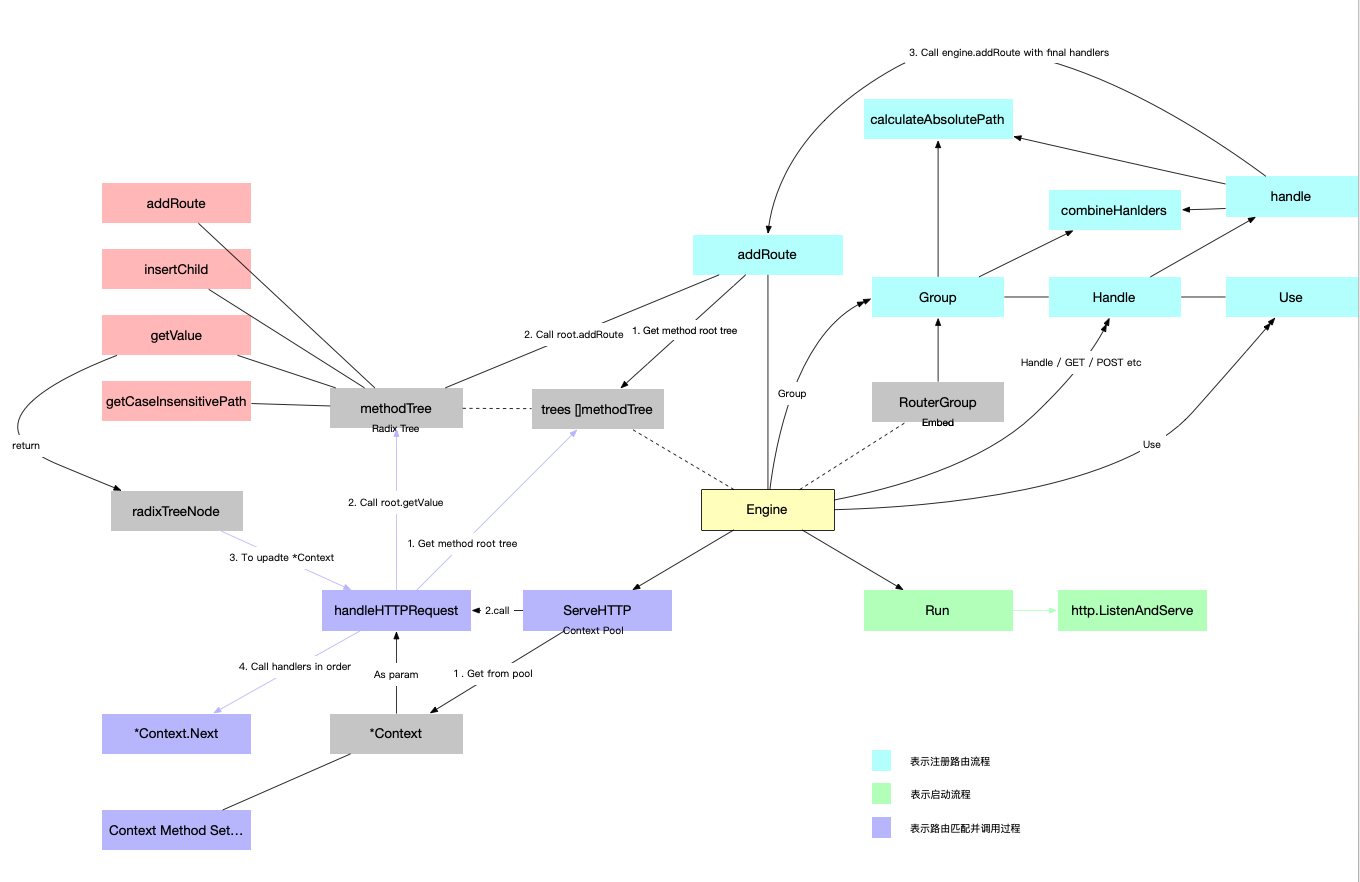 3. Call engine.addRoute with final handlers
calculateAbsolutePath
handle
addRoute
combineHanlders
addRoute
insertChild
Group
Handle
Use
getValue
2. Call root.addRoute
1. Get method root tree
Handle / GET / POST etc
Group
getCaseInsensitivePath
methodTree
Radix Tree
trees []methodTree
RouterGroup
Embed
return
Use
2. Call root.getValue
radixTreeNode
Engine
1. Get method root tree
3. To upadte *Context
handleHTTPRequest
2.call
ServeHTTP
Context Pool
Run
http.ListenAndServe
4. Call handlers in order
As param
1 . Get from pool
*Context.Next
*Context
表示注册路由流程
表示启动流程
Context Method Set...
表示路由匹配并调用过程